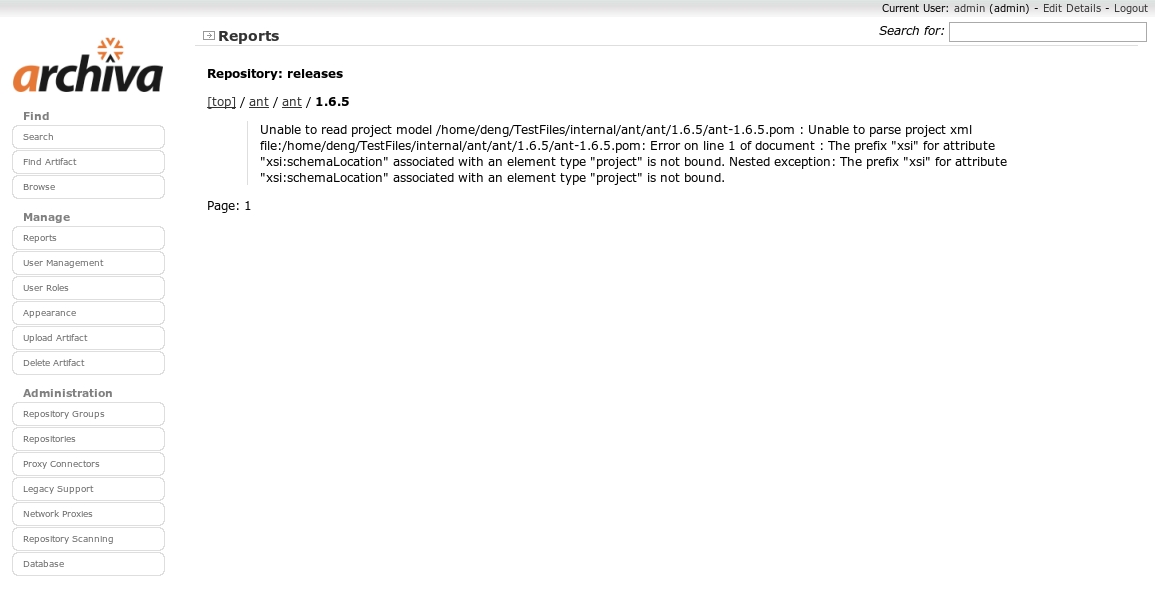 Current User: admin (admin) - Edit Details - Logout
Search for:
archiva
Find
Search
Find Artifact
Browse
Manage
Reports
User Management
User Roles
Appearance
Upload Artifact
Delete Artifact
Administration
Repository Groups
Repositories
Proxy Connectors
Legacy Support
Network Proxies
Repository Scanning
Database
Reports
Repository: releases
[top] / ant / ant / 1.6.5
Unable to read project model /home/deng/TestFiles/internal/ant/ant/1.6.5/ant-1.6.5.pom : Unable to parse project xml
file:/home/deng/TestFiles/internal/ant/ant/1.6.5/ant-1.6.5.pom: Error on line 1 of document : The prefix "xsi" for attribute
"xsi:schemaLocation" associated with an element type "project" is not bound. Nested exception: The prefix "xsi" for attribute
"xsi:schemaLocation" associated with an element type "project" is not bound.
Page: 1